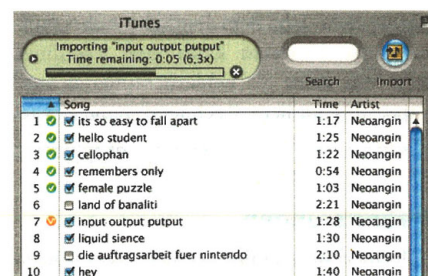 iTunes
Importing "input output putput"
Time remaining: 0:05 (6,3x)
Search Import
Song Time Artist
1 its so easy to fall apart 1:17 Neoangin
2 hello student 1:25 Neoangin
3 cellophan 1:22 Neoangin
4 remembers only 0:54 Neoangin
5 female puzzle 1:03 Neoangin
6 land of banaliti 2:21 Neoangin
7 input output putput 1:28 Neoangin
8 liquid sience 1:30 Neoangin
9 die auftragsarbeit fuer nintendo 2:10 Neoangin
10 hey 1:40 Neoangin